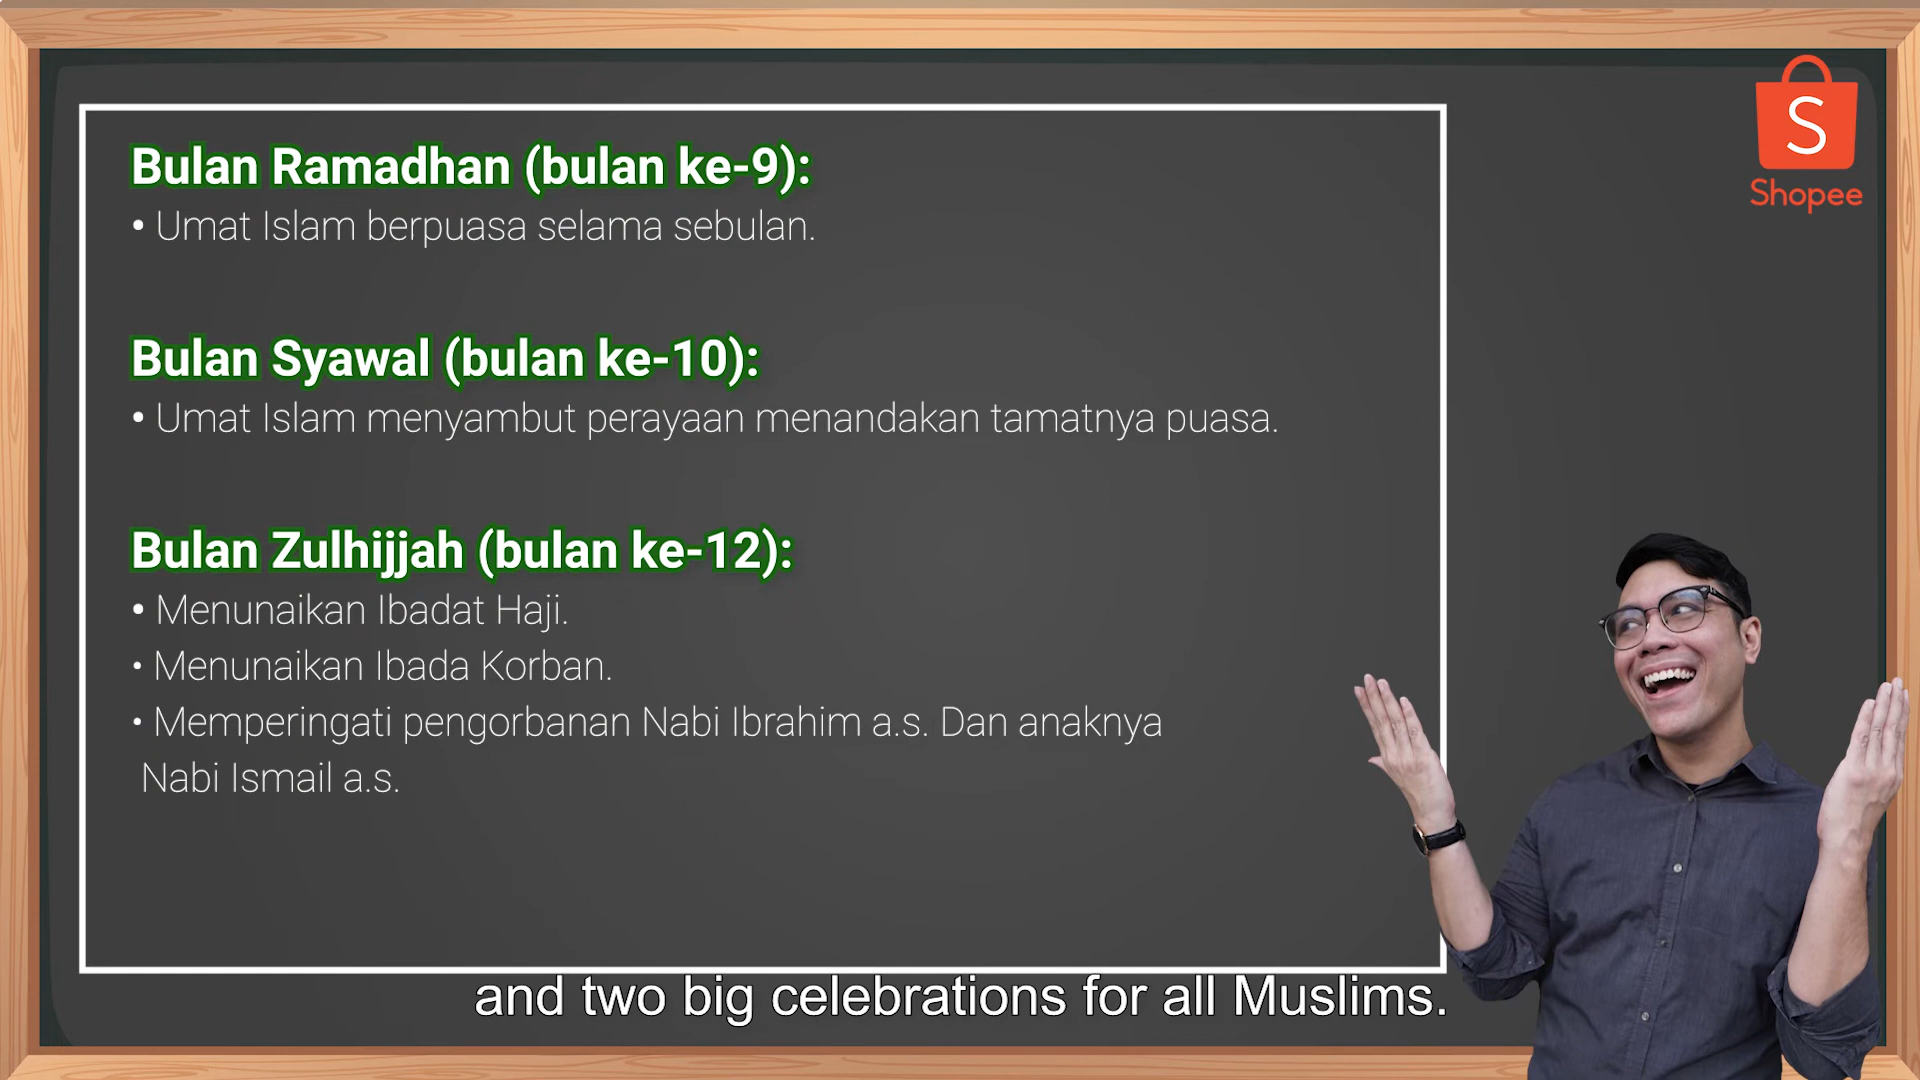 Bulan Ramadhan (bulan ke-9):
• Umat Islam berpuasa selama sebulan.
Bulan Syawal (bulan ke-10):
• Umat Islam menyambut perayaan menandakan tamatnya puasa.
Bulan Zulhijjah (bulan ke-12):
• Menunaikan Ibadat Haji.
• Menunaikan Ibada Korban.
• Memperingati pengorbanan Nabi Ibrahim a.s. Dan anaknya
Nabi Ismail a.s.
S
Shopee
and two big celebrations for all Muslims.